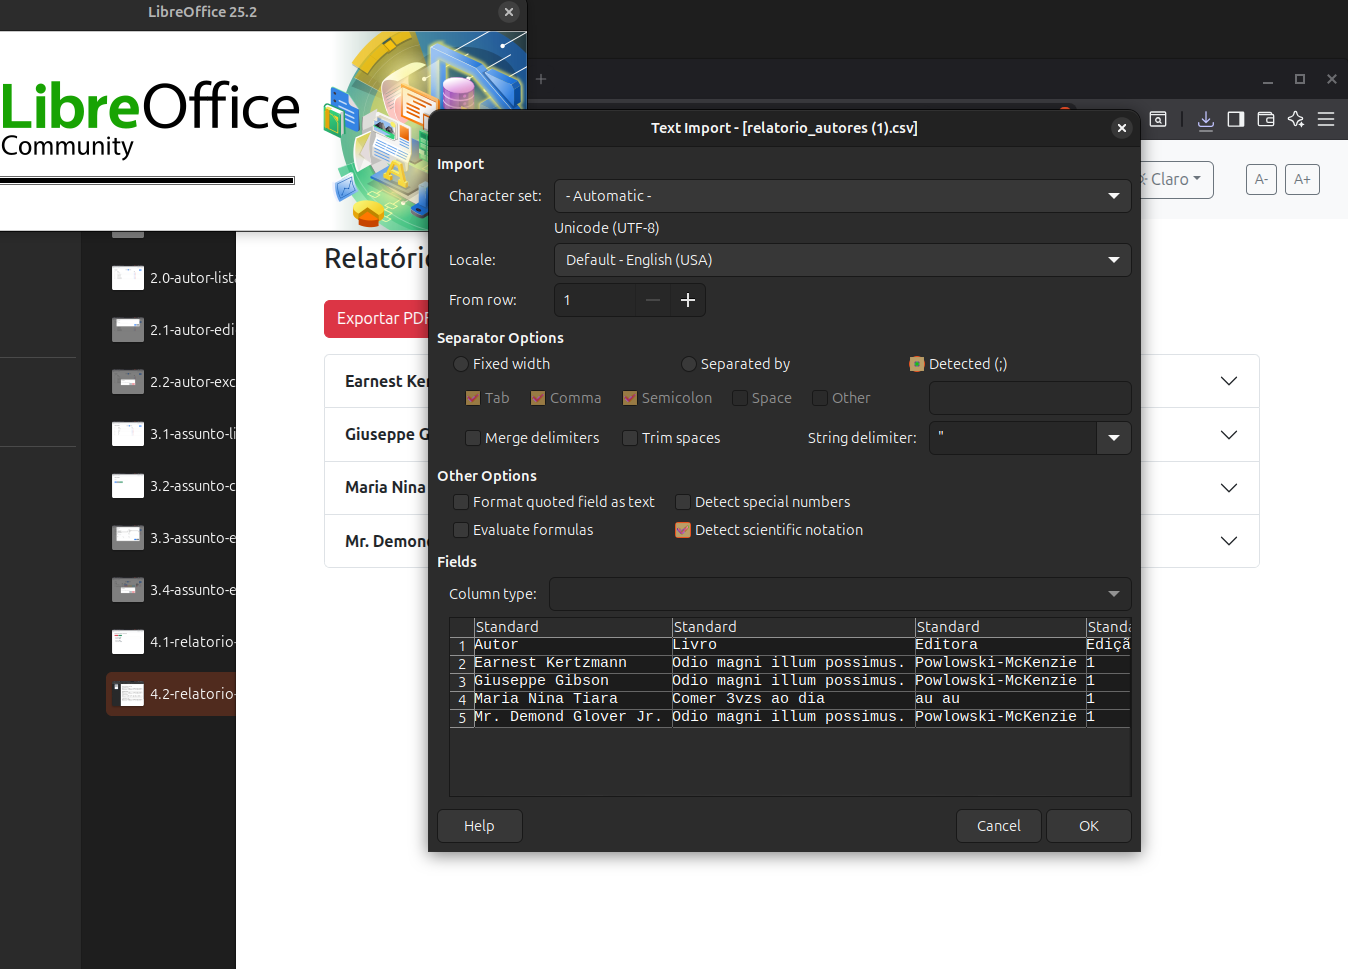 LibreOffice 25.2
LibreOffice
Community
Claro
A-
A+
2.0-autor-lista
2.1-autor-edi
2.2-autor-exc
3.1-assunto-li
3.2-assunto-c
3.3-assunto-e
3.4-assunto-e
4.1-relatorio-
4.2-relatorio-
Relatóri
Exportar PDF
Earnest Ker
Giuseppe G
Maria Nina
Mr. Demond
Text Import - [relatorio_autores (1).csv]
Import
Character set: - Automatic -
Unicode (UTF-8)
Locale: Default - English (USA)
From row: 1
Separator Options
Fixed width Separated by Detected (;)
Tab Comma Semicolon Space Other
Merge delimiters Trim spaces String delimiter: "
Other Options
Format quoted field as text Detect special numbers
Evaluate formulas Detect scientific notation
Fields
Column type:
Standard Standard Standard Standa
1 Autor Livro Editora Ediçã
2 Earnest Kertzmann Odio magni illum possimus. Powlowski-McKenzie 1
3 Giuseppe Gibson Odio magni illum possimus. Powlowski-McKenzie 1
4 Maria Nina Tiara Comer 3vzs ao dia au au 1
5 Mr. Demond Glover Jr. Odio magni illum possimus. Powlowski-McKenzie 1
Help Cancel OK